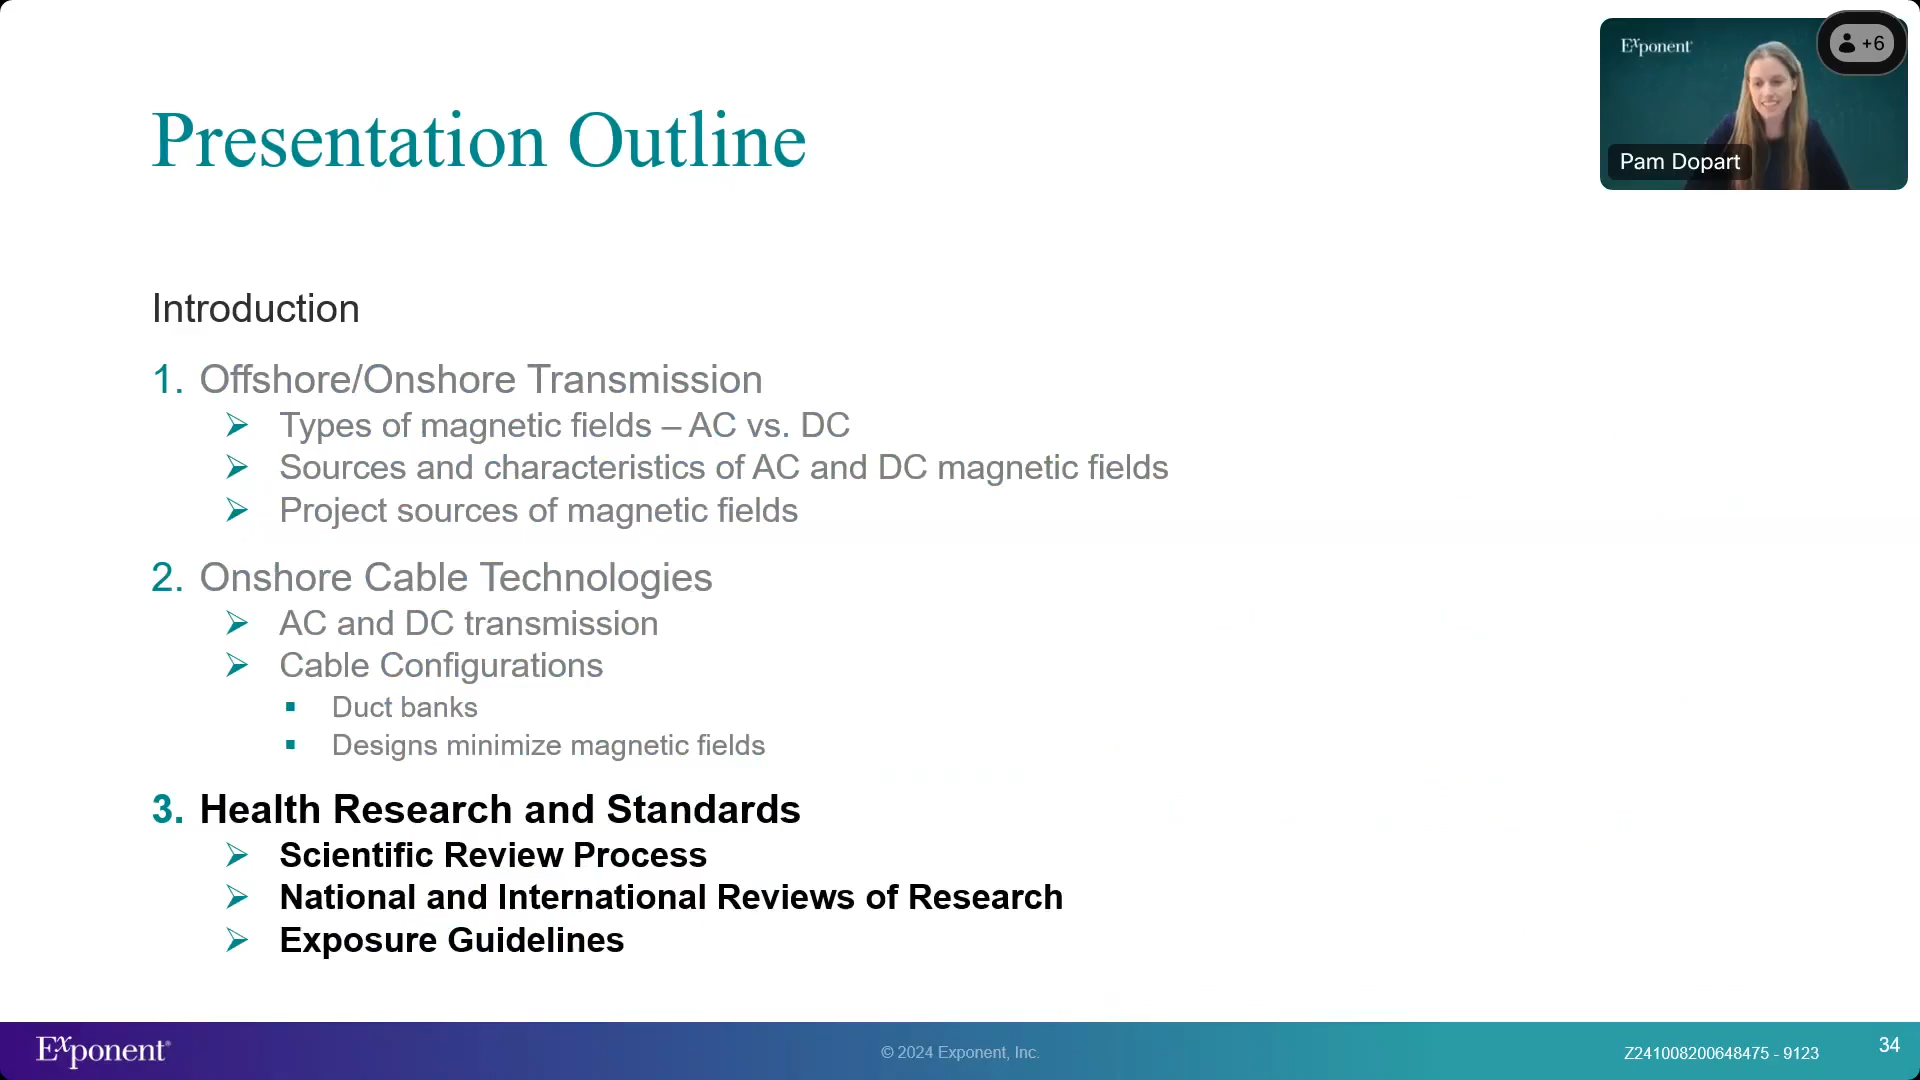 Presentation Outline
Exponent
+6
Pam Dopart
Introduction
1. Offshore/Onshore Transmission
Types of magnetic fields – AC vs. DC
Sources and characteristics of AC and DC magnetic fields
Project sources of magnetic fields
2. Onshore Cable Technologies
AC and DC transmission
Cable Configurations
Duct banks
Designs minimize magnetic fields
3. Health Research and Standards
Scientific Review Process
National and International Reviews of Research
Exposure Guidelines
Exponent®
© 2024 Exponent, Inc.
Z241008200648475 - 9123
34